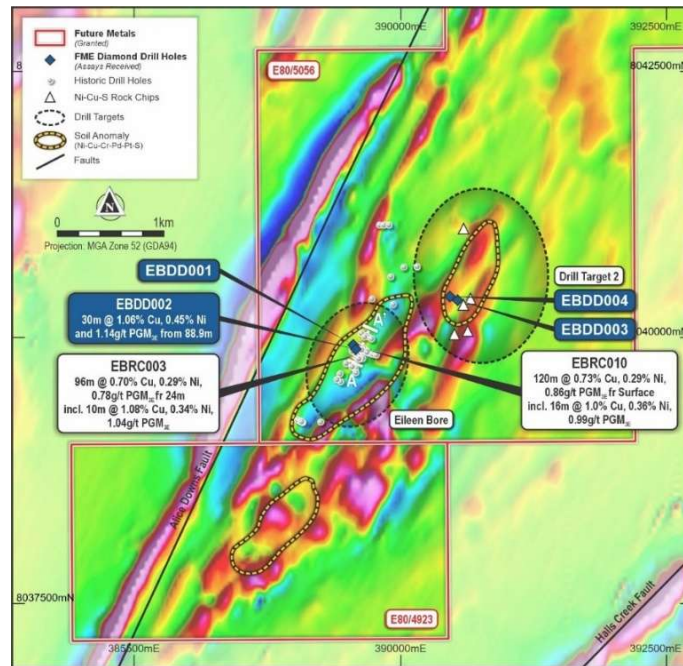 390000mE
392500mE
8042500mN
8042500mN
Future Metals
(Granted)
FME Diamond Drill Holes
(Assays Received)
Historic Drill Holes
Ni-Cu-S Rock Chips
Drill Targets
Soil Anomaly
(Ni-Cu-Cr-Pd-Pt-S)
Faults
N
0 1km
Projection: MGA Zone 52 (GDA94)
E80/5056
EBDD001
EBDD002
30m @ 1.06% Cu, 0.45% Ni
and 1.14g/t PGM3E from 88.9m
EBRC003
96m @ 0.70% Cu, 0.29% Ni,
0.78g/t PGM3E fr 24m
incl. 10m @ 1.08% Cu, 0.34% Ni,
1.04g/t PGM3E
A'
A
Eileen Bore
Drill Target 2
EBDD004
EBDD003
8040000mN
EBRC010
120m @ 0.73% Cu, 0.29% Ni,
0.86g/t PGM3E fr Surface
incl. 16m @ 1.0% Cu, 0.36% Ni,
0.99g/t PGM3E
Alice Downs Fault
Halls Creek Fault
8037500mN
E80/4923
385500mE
390000mE
392500mE